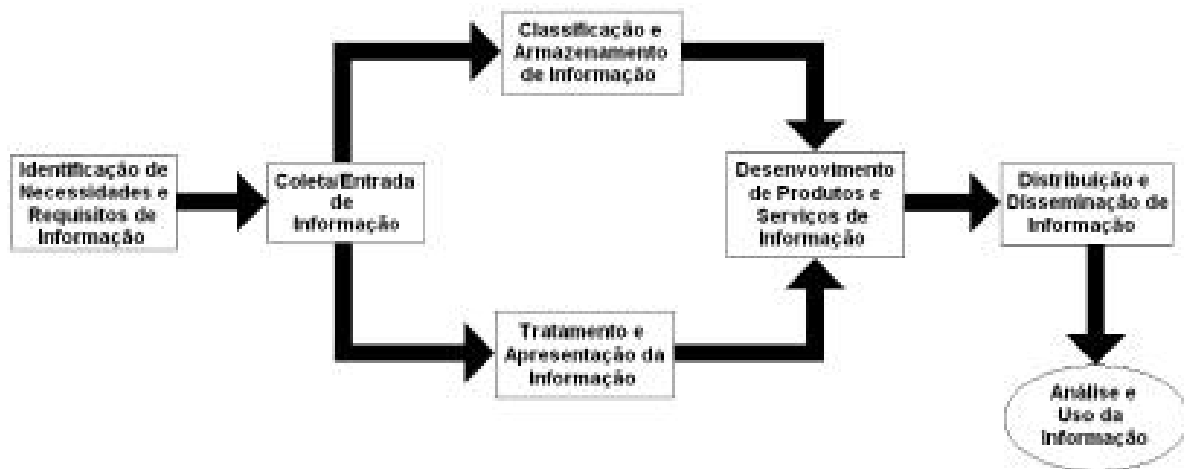 Identificação de
Necessidades e
Requisitos de
Informação
Coleta/Entrada
de
Informação
Classificação e
Armazenamento
de Informação
Tratamento e
Apresentação da
Informação
Desenvovimento
de Produtos e
Serviços de
Informação
Distribuição e
Disseminação de
Informação
Análise e
Uso da
Informação